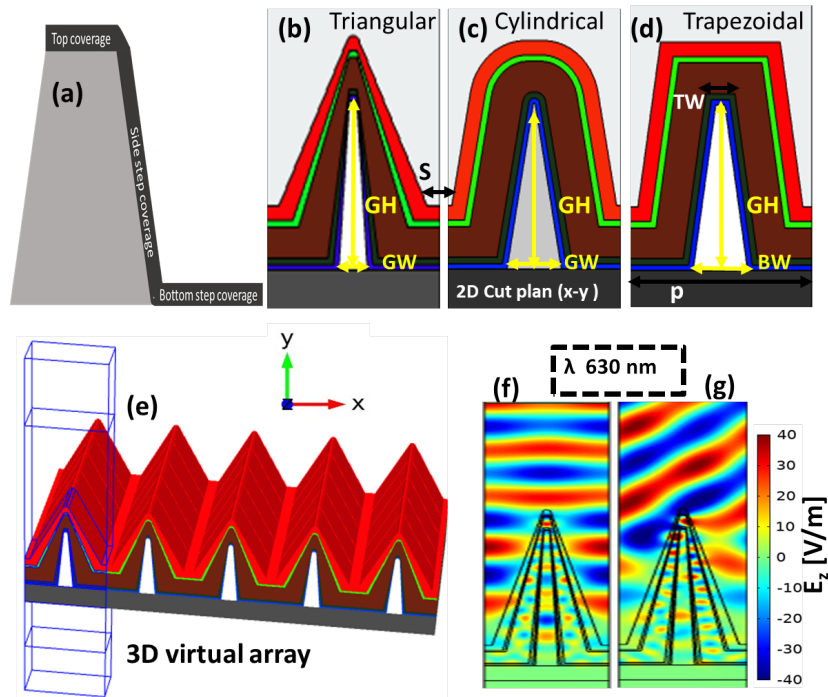 (a)
Top coverage
Side step coverage
Bottom step coverage
(b) Triangular
GH
GW
S
(c) Cylindrical
GH
GW
2D Cut plan (x-y )
(d) Trapezoidal
TW
GH
BW
p
(e)
y
x
3D virtual array
λ 630 nm
(f)
(g)
40
30
20
10
0
-10
-20
-30
-40
Ez [V/m]